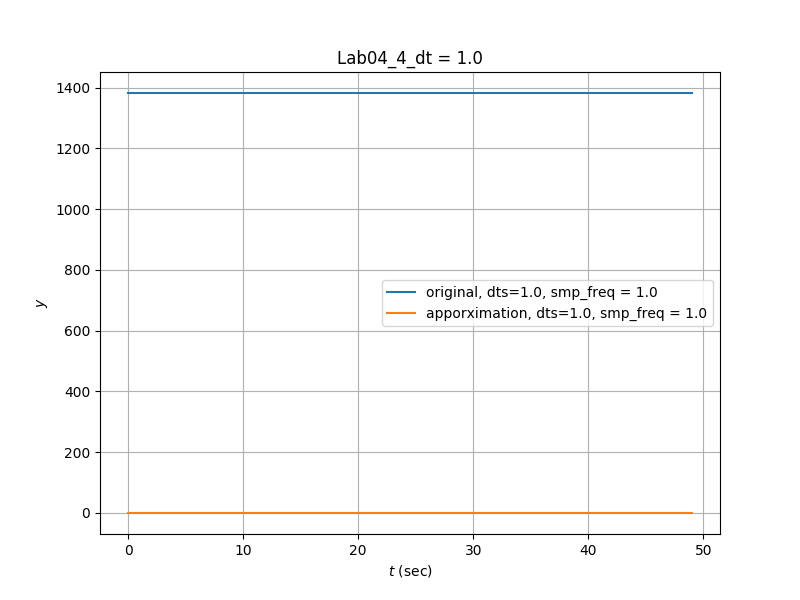 Lab04_4_dt = 1.0
1400
1200
1000
800
600
400
200
0
y
original, dts=1.0, smp_freq = 1.0
apporximation, dts=1.0, smp_freq = 1.0
0 10 20 30 40 50
t (sec)